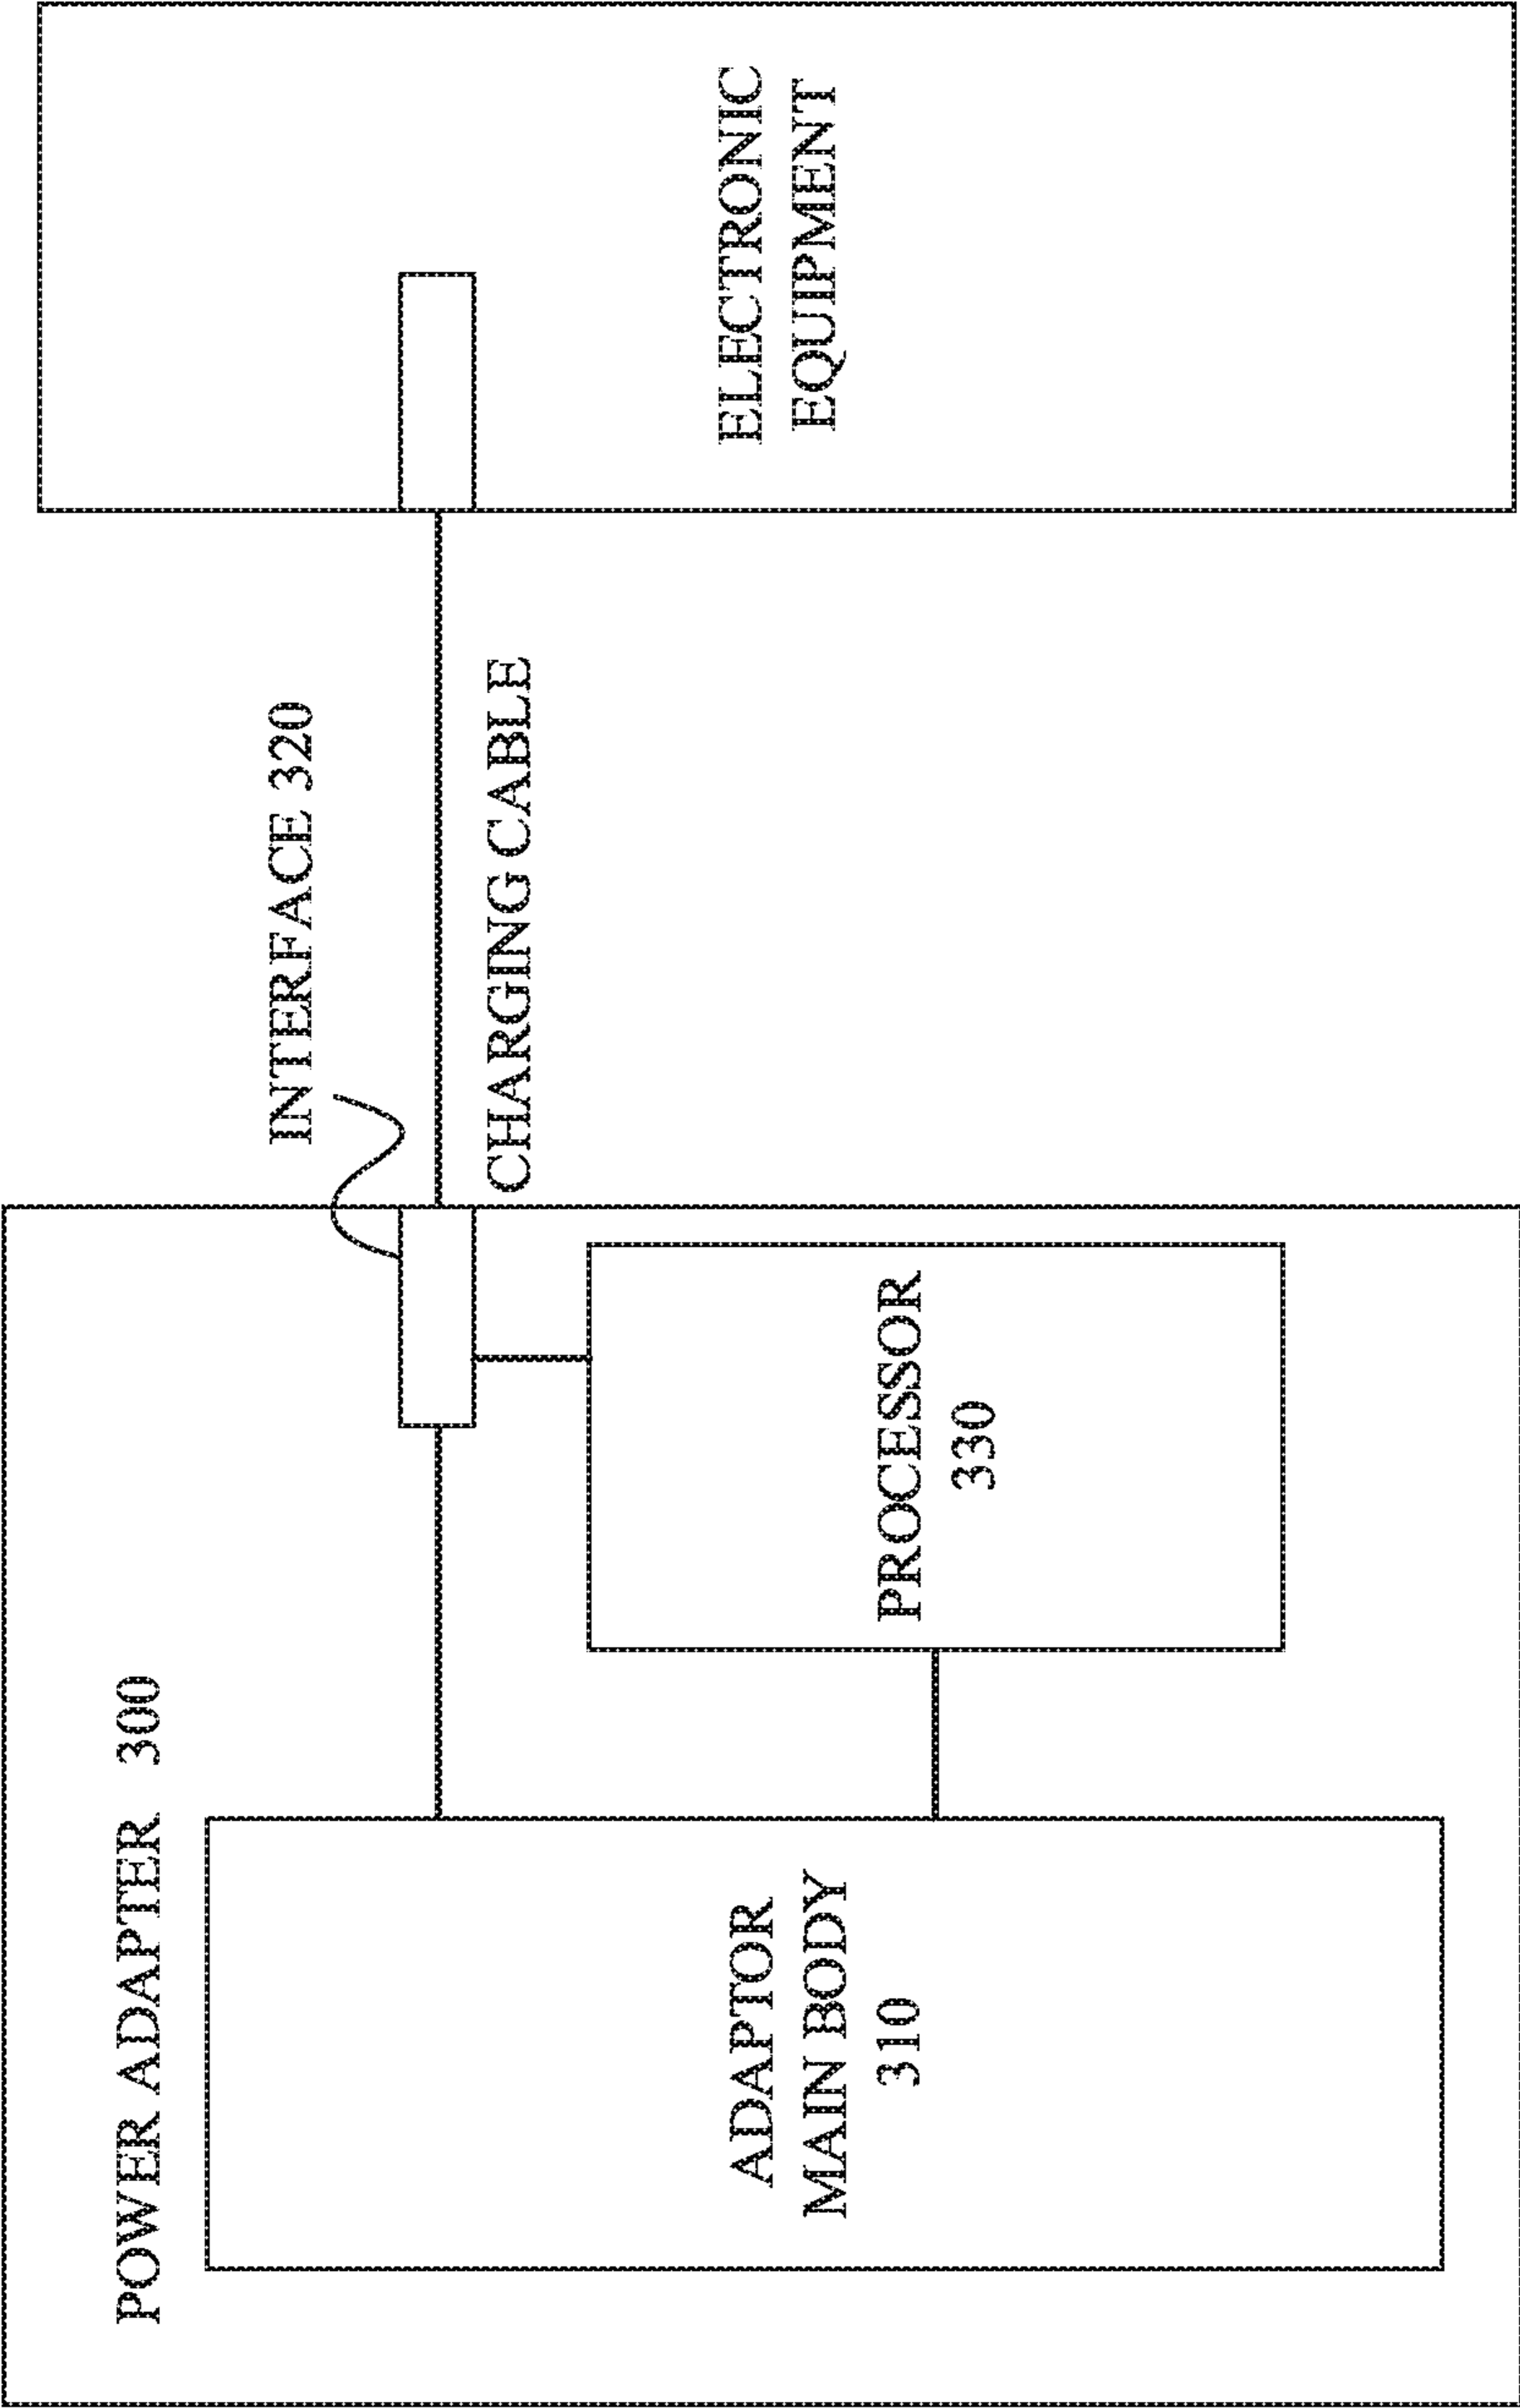 POWER ADAPTER 300
INTERFACE 320
CHARGING CABLE
ADAPTOR
MAIN BODY
310
PROCESSOR
330
ELECTRONIC
EQUIPMENT